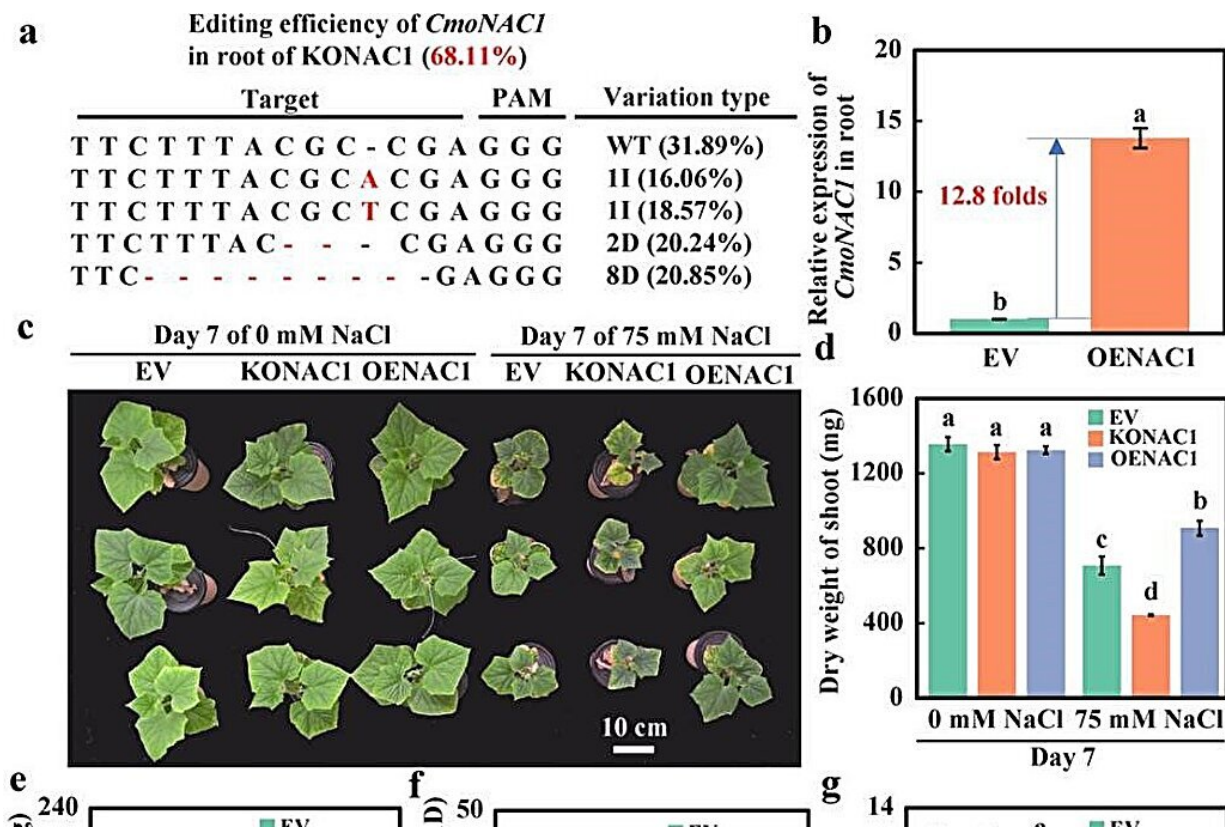 a
Editing efficiency of CmoNAC1
in root of KONAC1 (68.11%)
Target PAM Variation type
T T C T T T A C G C - C G A G G G WT (31.89%)
T T C T T T A C G C A C G A G G G 1I (16.06%)
T T C T T T A C G C T C G A G G G 1I (18.57%)
T T C T T T A C - - - C G A G G G 2D (20.24%)
T T C - - - - - - - - - G A G G G 8D (20.85%)
b
Relative expression of
CmoNAC1 in root
20
15
10
5
0
12.8 folds
b
a
EV OENAC1
c
Day 7 of 0 mM NaCl Day 7 of 75 mM NaCl
EV KONAC1 OENAC1 EV KONAC1 OENAC1
10 cm
d
Dry weight of shoot (mg)
1600
1200
800
400
0
EV
KONAC1
OENAC1
a a a c d b
0 mM NaCl 75 mM NaCl
Day 7
e
240
EV
f
50
g
14
EV